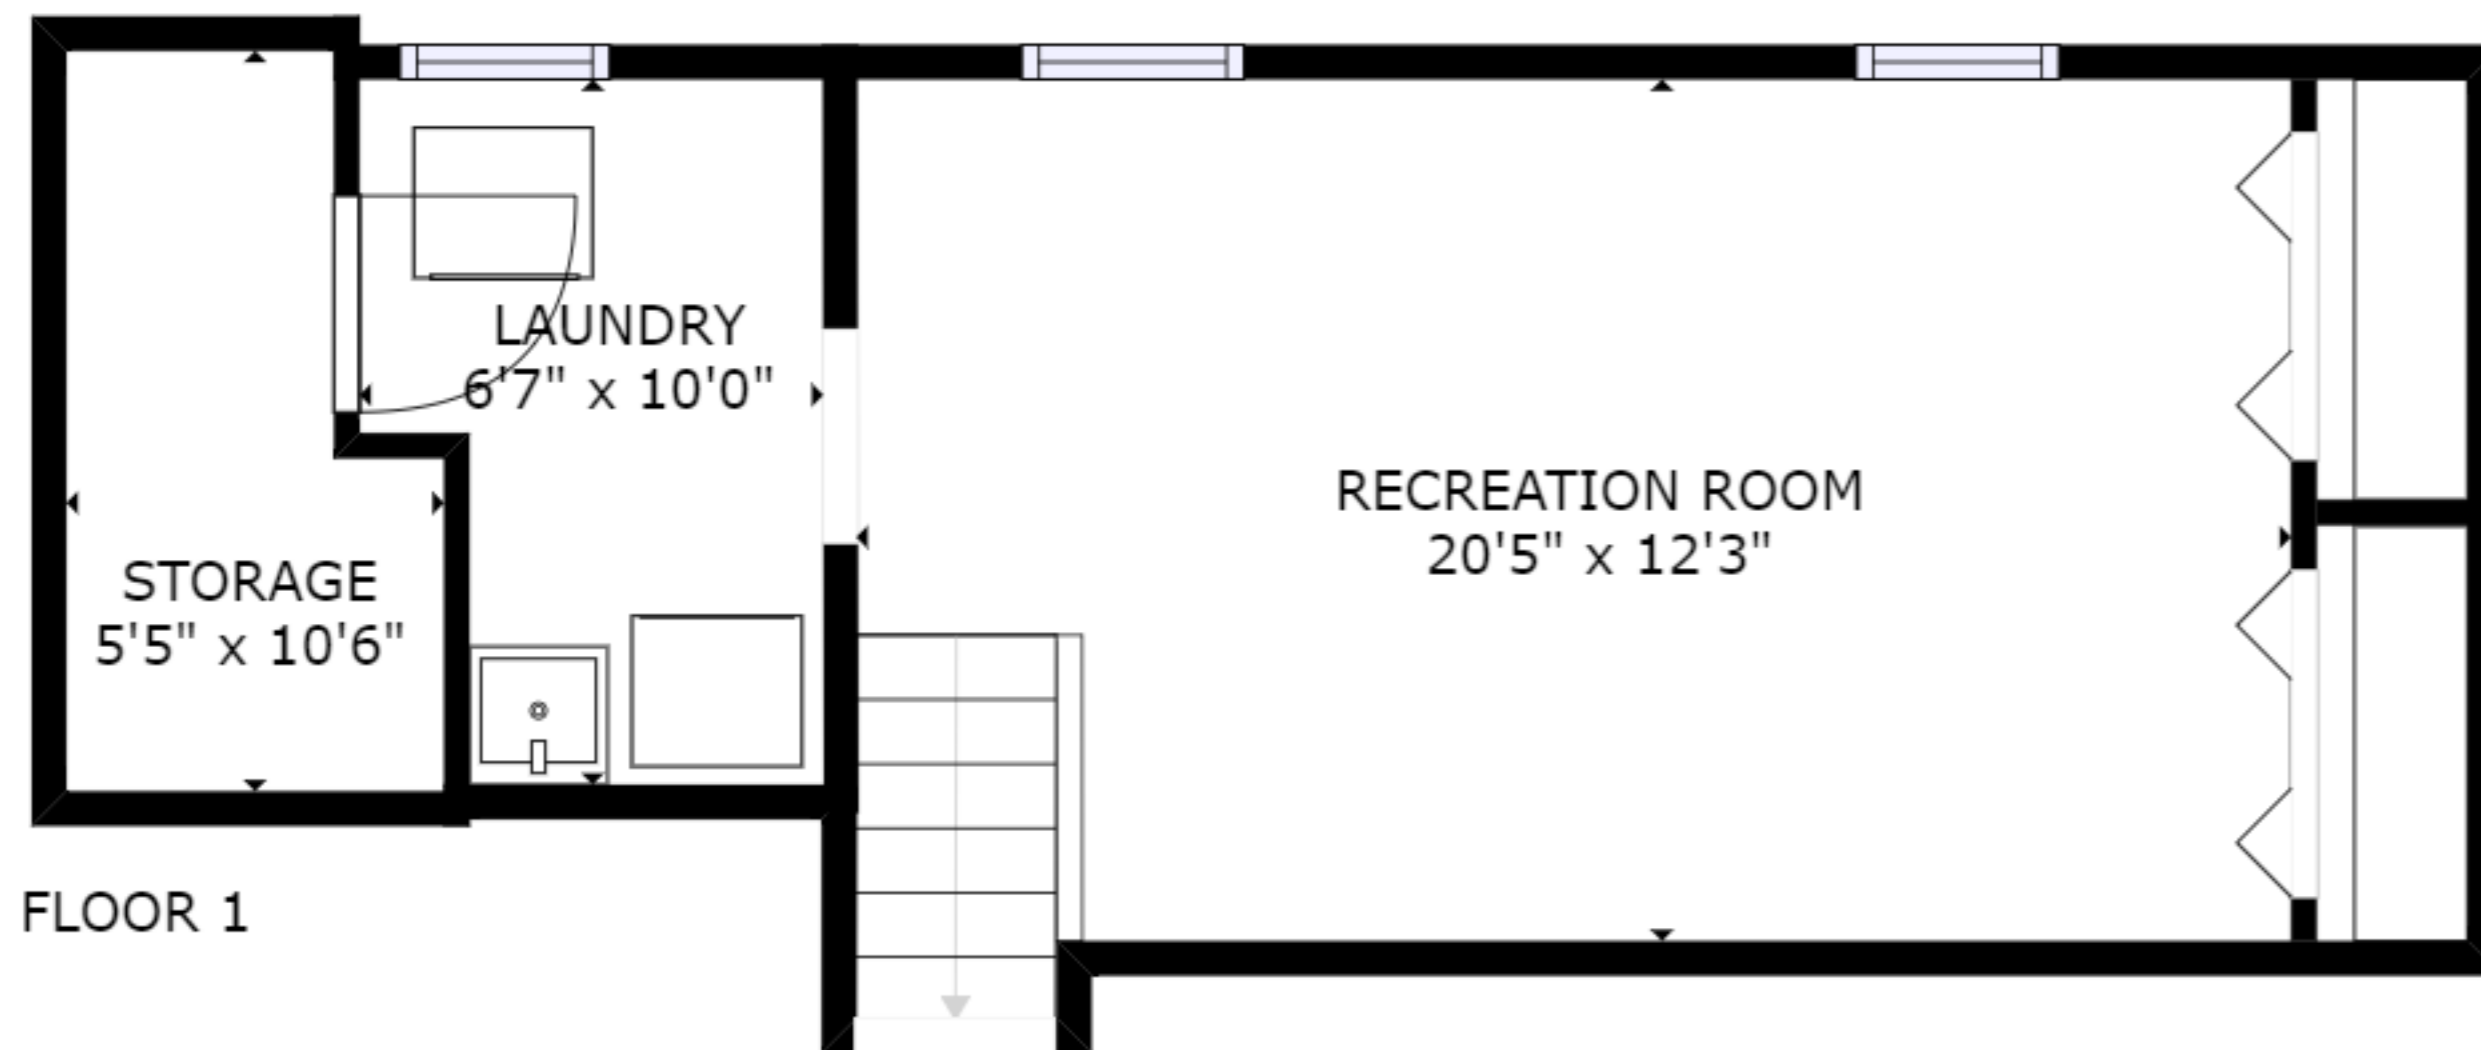 LAUNDRY
6'7" x 10'0"
RECREATION ROOM
20'5" x 12'3"
STORAGE
5'5" x 10'6"
FLOOR 1